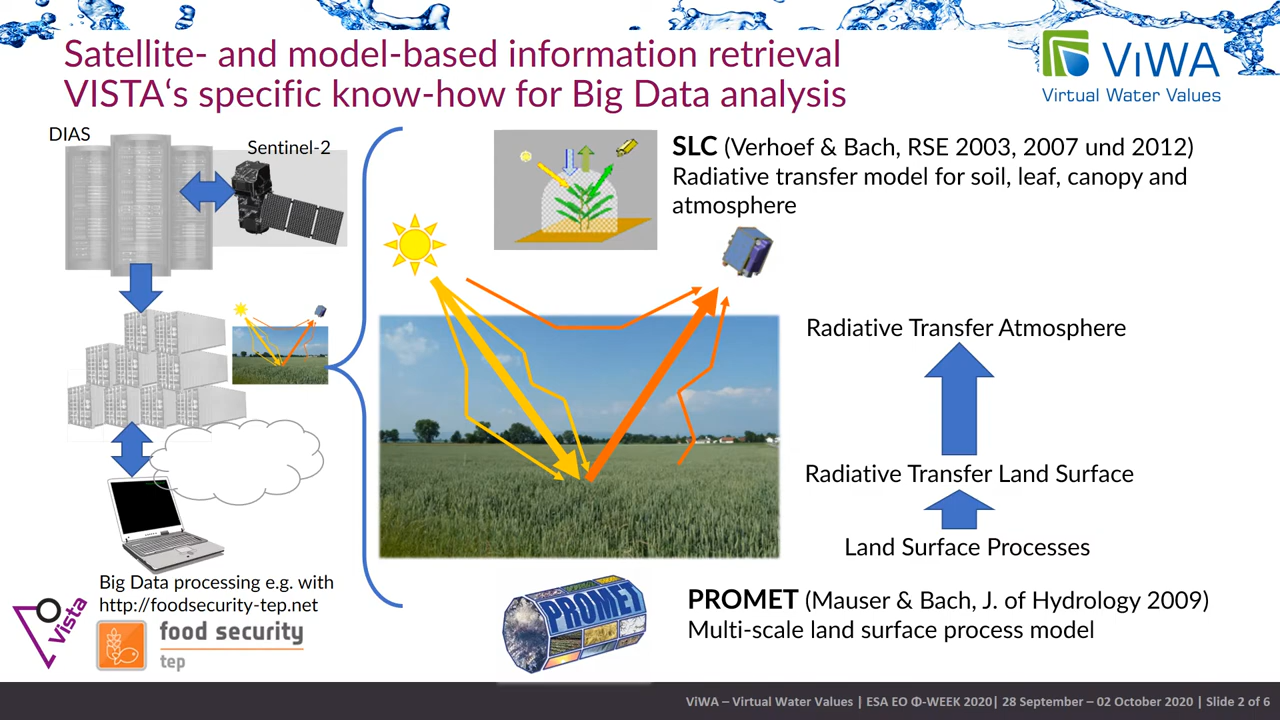 Satellite- and model-based information retrieval
VISTA‘s specific know-how for Big Data analysis
ViWA
Virtual Water Values
DIAS
Sentinel-2
SLC (Verhoef & Bach, RSE 2003, 2007 und 2012)
Radiative transfer model for soil, leaf, canopy and
atmosphere
Radiative Transfer Atmosphere
Radiative Transfer Land Surface
Land Surface Processes
Big Data processing e.g. with
http://foodsecurity-tep.net
Vista
food security
tep
PROMET
PROMET (Mauser & Bach, J. of Hydrology 2009)
Multi-scale land surface process model
ViWA – Virtual Water Values | ESA EO Φ-WEEK 2020| 28 September – 02 October 2020 | Slide 2 of 6